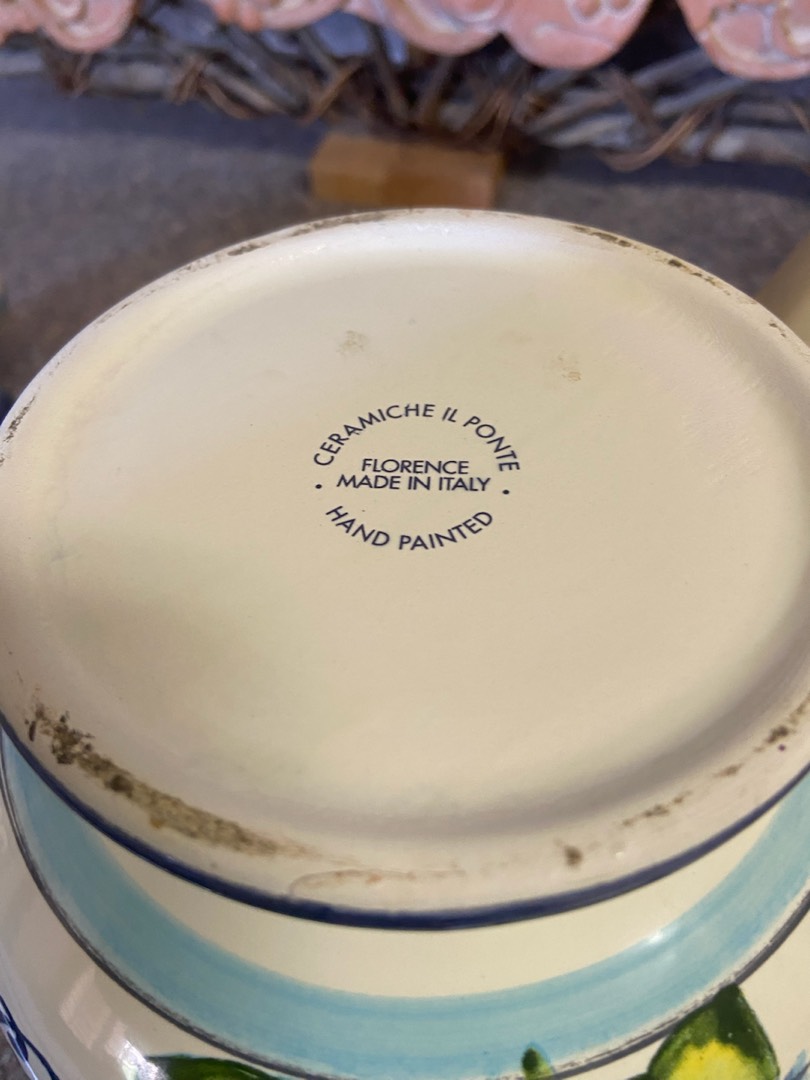 CERAMICHE IL PONTE
FLORENCE
MADE IN ITALY
HAND PAINTED